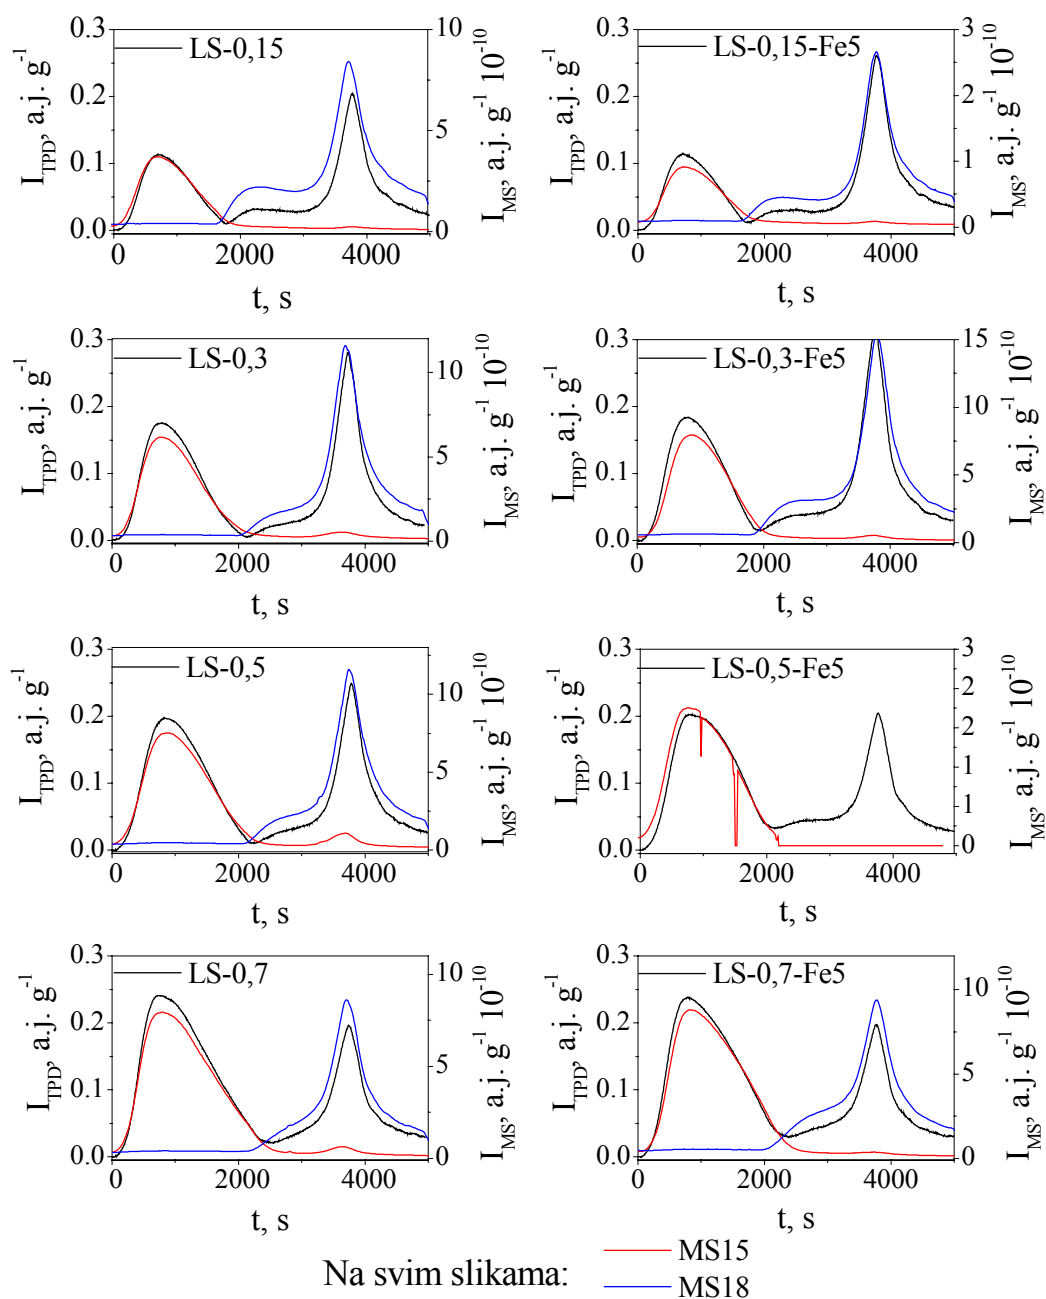 LS-0,15
0.3
0.2
0.1
0.0
I_TPD, a.j. g^-1
10
5
0
I_MS, a.j. g^-1 10^-10
0 2000 4000
t, s
LS-0,15-Fe5
0.3
0.2
0.1
0.0
I_TPD, a.j. g^-1
3
2
1
0
I_MS, a.j. g^-1 10^-10
0 2000 4000
t, s
LS-0,3
0.3
0.2
0.1
0.0
I_TPD, a.j. g^-1
10
5
0
I_MS, a.j. g^-1 10^-10
0 2000 4000
t, s
LS-0,3-Fe5
0.3
0.2
0.1
0.0
I_TPD, a.j. g^-1
15
10
5
0
I_MS, a.j. g^-1 10^-10
0 2000 4000
t, s
LS-0,5
0.3
0.2
0.1
0.0
I_TPD, a.j. g^-1
10
5
0
I_MS, a.j. g^-1 10^-10
0 2000 4000
t, s
LS-0,5-Fe5
0.3
0.2
0.1
0.0
I_TPD, a.j. g^-1
3
2
2
1
1
0
I_MS, a.j. g^-1 10^-10
0 2000 4000
t, s
LS-0,7
0.3
0.2
0.1
0.0
I_TPD, a.j. g^-1
10
5
0
I_MS, a.j. g^-1 10^-10
0 2000 4000
t, s
LS-0,7-Fe5
0.3
0.2
0.1
0.0
I_TPD, a.j. g^-1
10
5
0
I_MS, a.j. g^-1 10^-10
0 2000 4000
t, s
Na svim slikama:
MS15
MS18